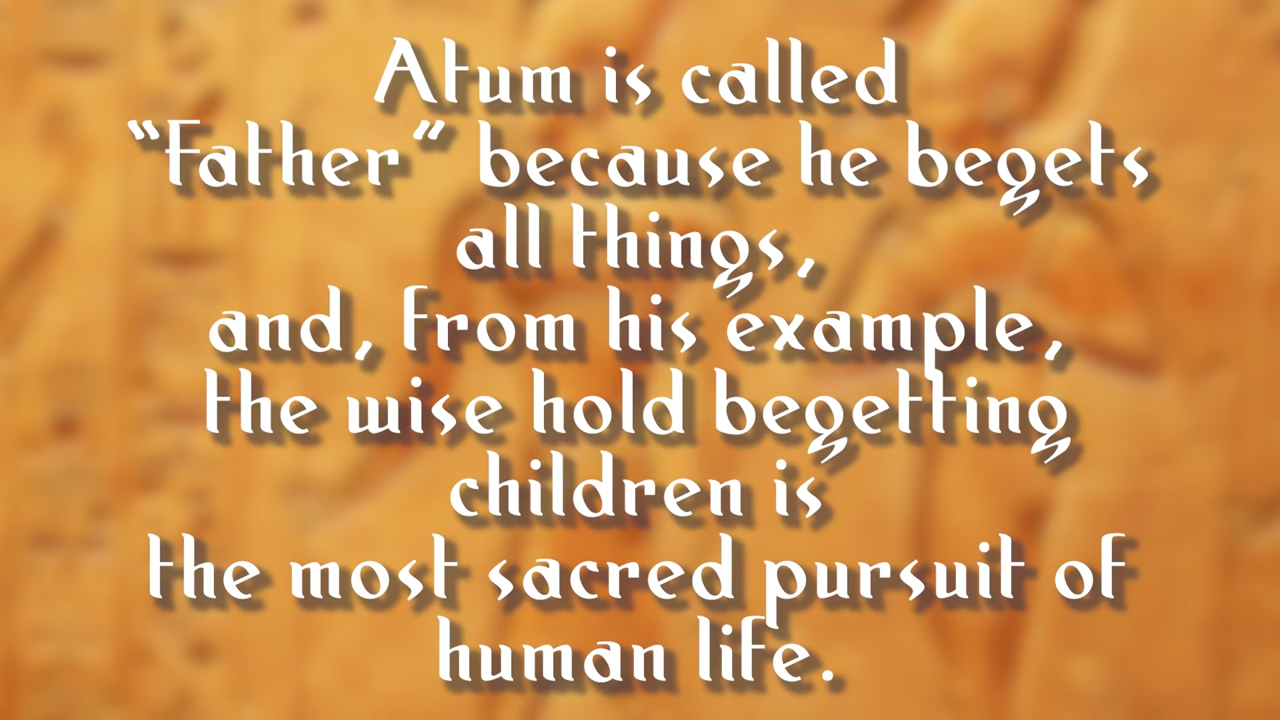 Atum is called
“Father” because he begets
all things,
and, from his example,
the wise hold begetting
children is
the most sacred pursuit of
human life.